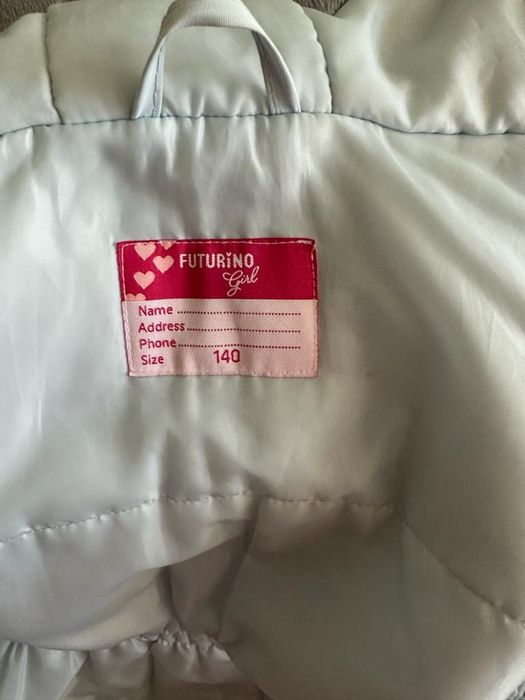 FUTURINO
Girl
Name ........................
Address ........................
Phone ........................
Size 140